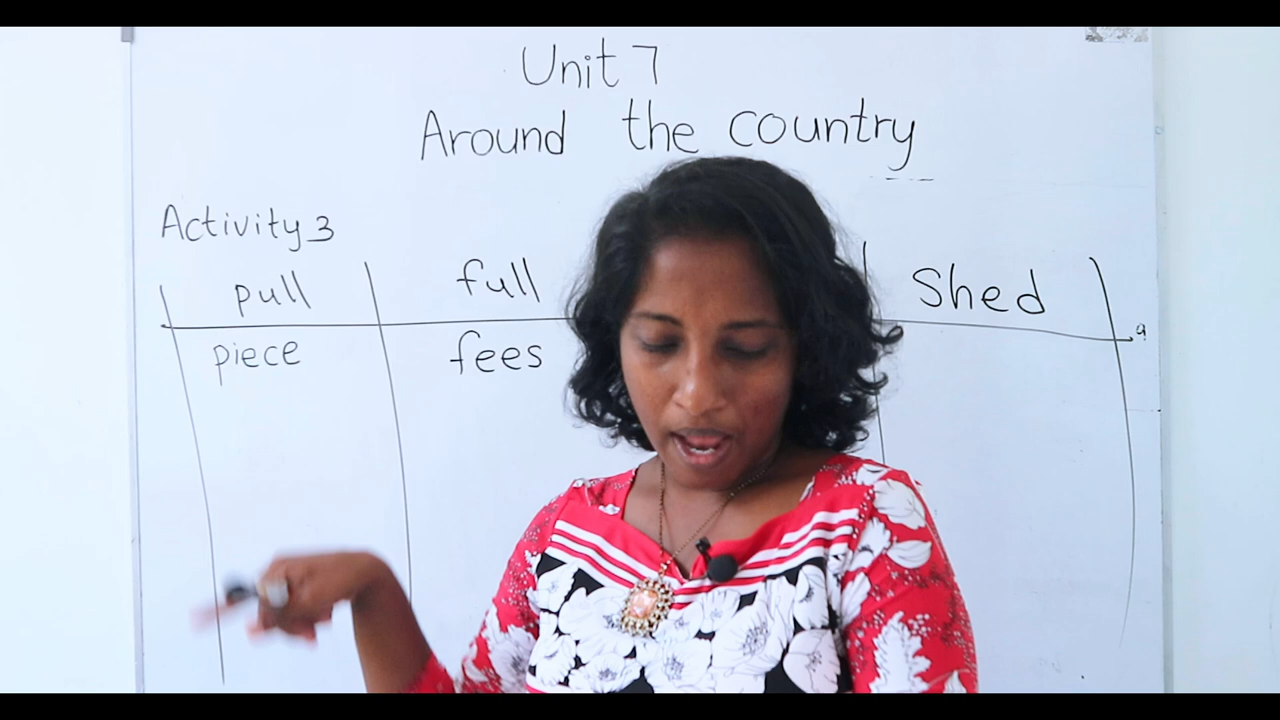 Unit 7
Around the country
Activity 3
pull full Shed
piece fees